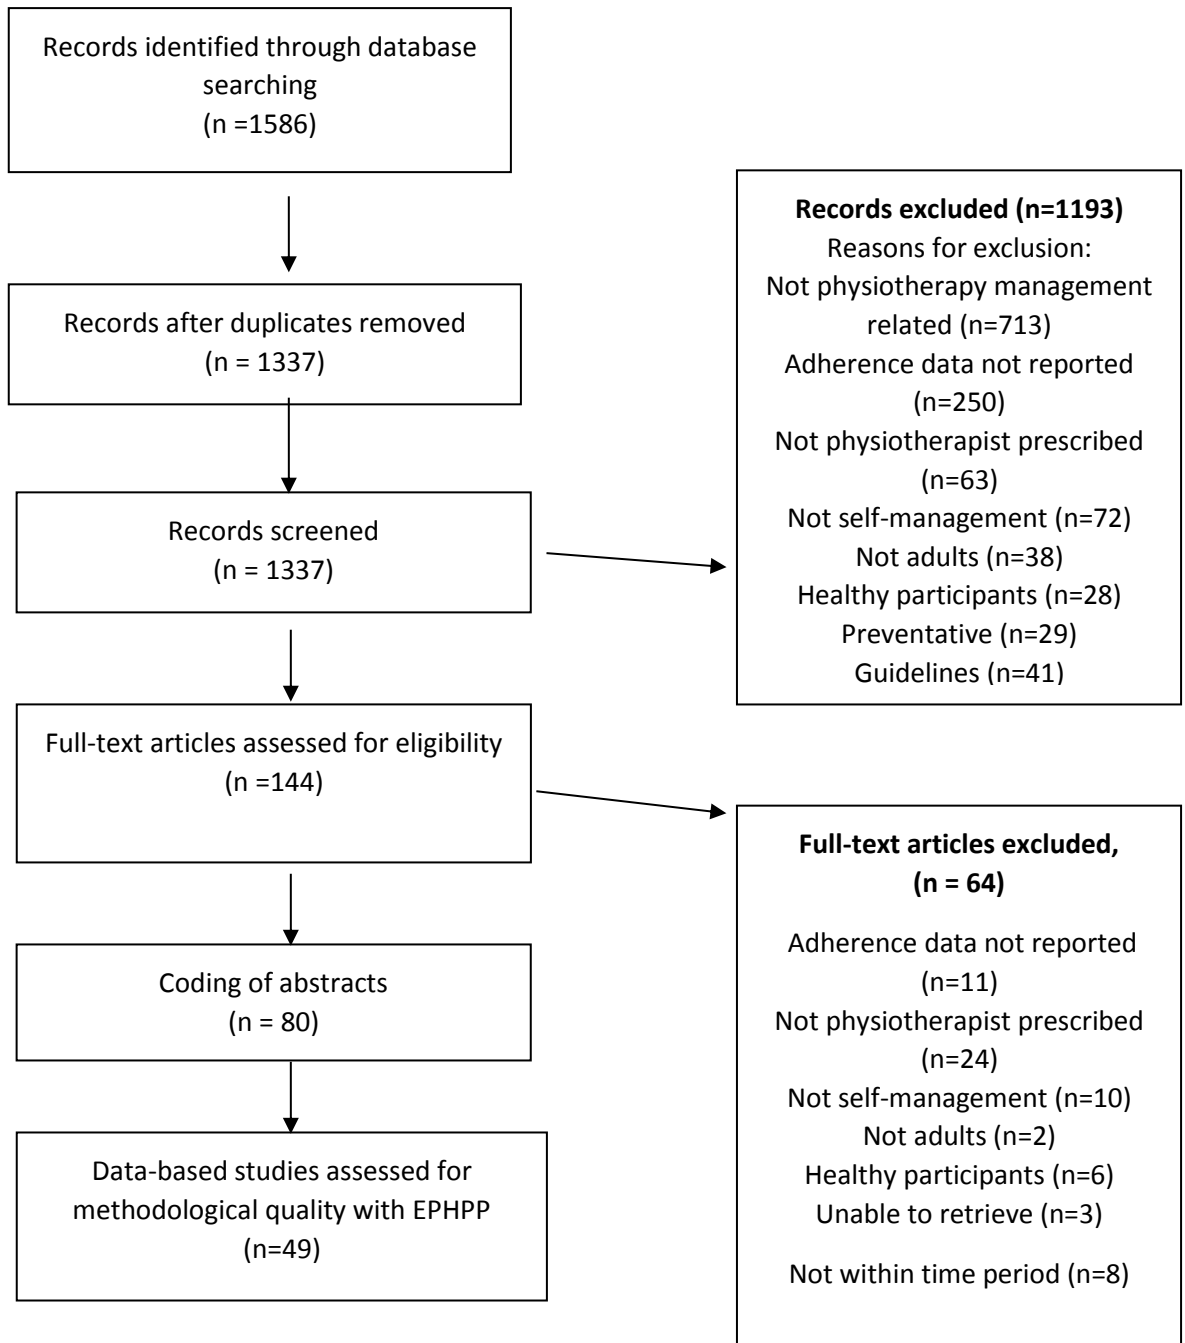 Records identified through database
searching
(n =1586)
Records after duplicates removed
(n = 1337)
Records screened
(n = 1337)
Records excluded (n=1193)
Reasons for exclusion:
Not physiotherapy management
related (n=713)
Adherence data not reported
(n=250)
Not physiotherapist prescribed
(n=63)
Not self-management (n=72)
Not adults (n=38)
Healthy participants (n=28)
Preventative (n=29)
Guidelines (n=41)
Full-text articles assessed for eligibility
(n =144)
Full-text articles excluded,
(n = 64)
Adherence data not reported
(n=11)
Not physiotherapist prescribed
(n=24)
Not self-management (n=10)
Not adults (n=2)
Healthy participants (n=6)
Unable to retrieve (n=3)
Not within time period (n=8)
Coding of abstracts
(n = 80)
Data-based studies assessed for
methodological quality with EPHPP
(n=49)